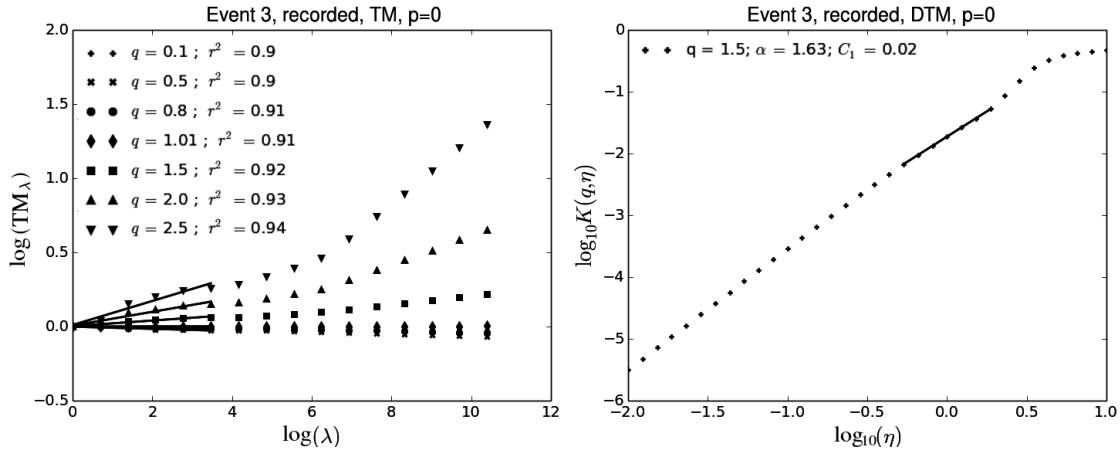 Event 3, recorded, TM, p=0
2.0
1.5
1.0
0.5
0.0
−0.5
log(TM_λ)
q = 0.1 ; r² = 0.9
q = 0.5 ; r² = 0.9
q = 0.8 ; r² = 0.91
q = 1.01 ; r² = 0.91
q = 1.5 ; r² = 0.92
q = 2.0 ; r² = 0.93
q = 2.5 ; r² = 0.94
0 2 4 6 8 10 12
log(λ)
Event 3, recorded, DTM, p=0
0
−1
−2
−3
−4
−5
−6
log₁₀K(q,η)
q = 1.5; α = 1.63; C₁ = 0.02
−2.0 −1.5 −1.0 −0.5 0.0 0.5 1.0
log₁₀(η)